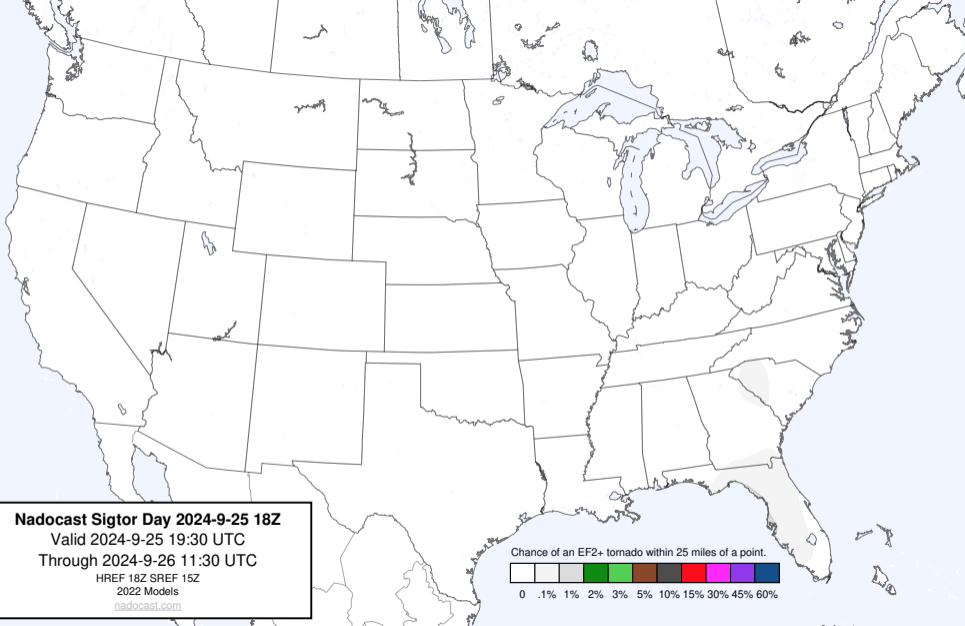 Nadocast Sigtor Day 2024-9-25 18Z
Valid 2024-9-25 19:30 UTC
Through 2024-9-26 11:30 UTC
HREF 18Z SREF 15Z
2022 Models
nadocast.com
Chance of an EF2+ tornado within 25 miles of a point.
0 .1% 1% 2% 3% 5% 10% 15% 30% 45% 60%